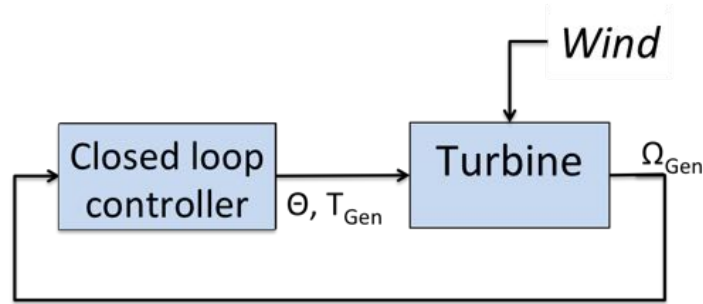 Wind
Closed loop
controller
Θ, T_Gen
Turbine
Ω_Gen